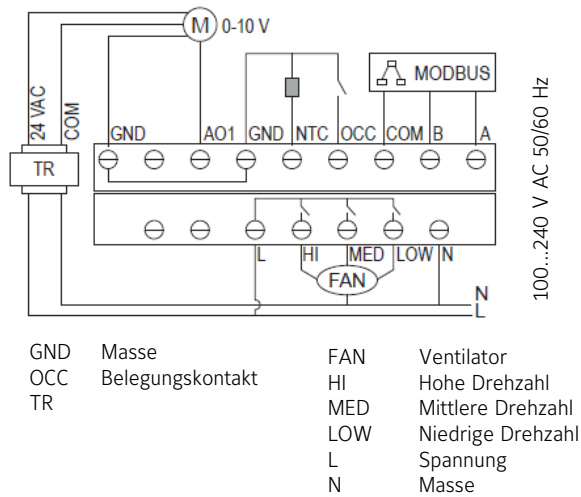 M 0-10 V
24 VAC
COM
MODBUS
100...240 V AC 50/60 Hz
GND AO1 GND NTC OCC COM B A
TR
L HI MED LOW N
FAN
N
L
GND Masse
OCC Belegungskontakt
TR
FAN Ventilator
HI Hohe Drehzahl
MED Mittlere Drehzahl
LOW Niedrige Drehzahl
L Spannung
N Masse